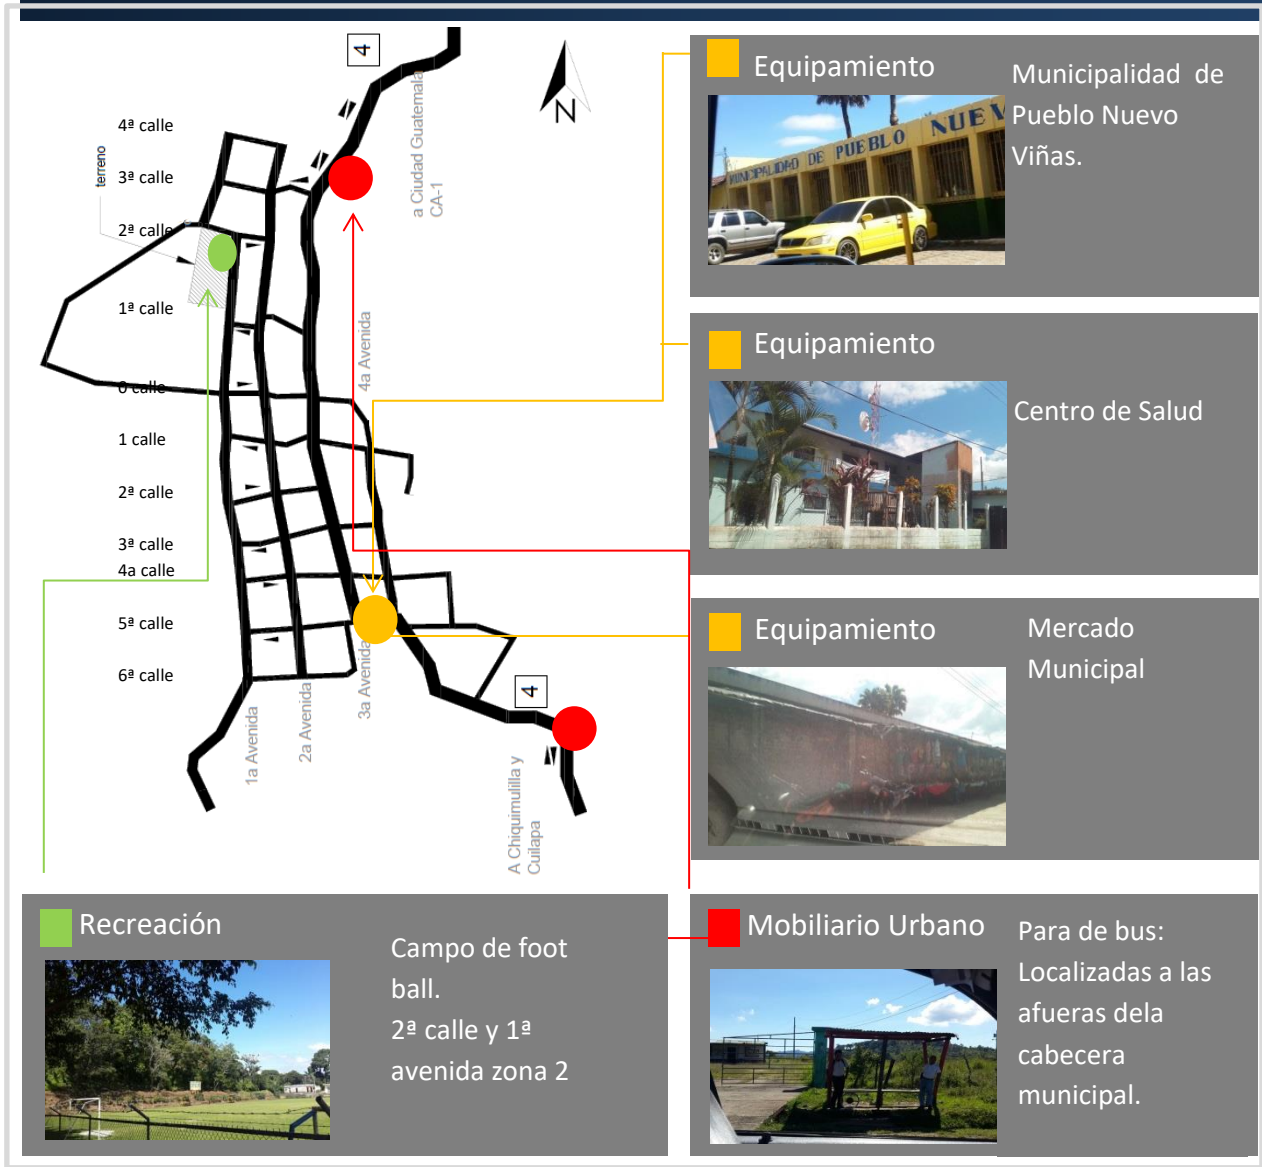 4
a Ciudad Guatemala
CA-1
N
4ª calle
terreno
3ª calle
2ª calle
1ª calle
4a Avenida
0 calle
1 calle
2ª calle
3ª calle
4a calle
5ª calle
6ª calle
1a Avenida
2a Avenida
3a Avenida
4
A Chiquimulilla y
Cuilapa
Equipamiento
Municipalidad de
Pueblo Nuevo
Viñas.
MUNICIPALIDAD DE PUEBLO NUEV
Equipamiento
Centro de Salud
Equipamiento
Mercado
Municipal
Recreación
Campo de foot
ball.
2ª calle y 1ª
avenida zona 2
Mobiliario Urbano
Para de bus:
Localizadas a las
afueras dela
cabecera
municipal.